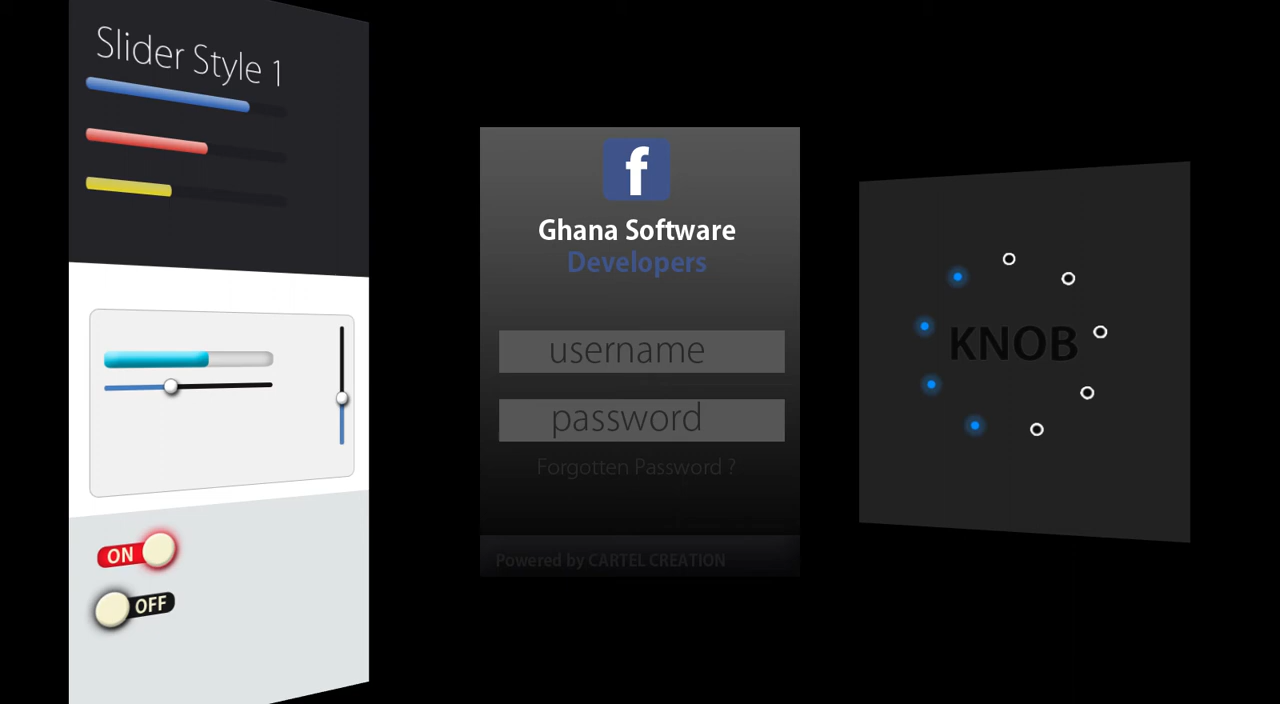 Slider Style 1
ON
OFF
f
Ghana Software
Developers
username
password
Forgotten Password ?
Powered by CARTEL CREATION
KNOB